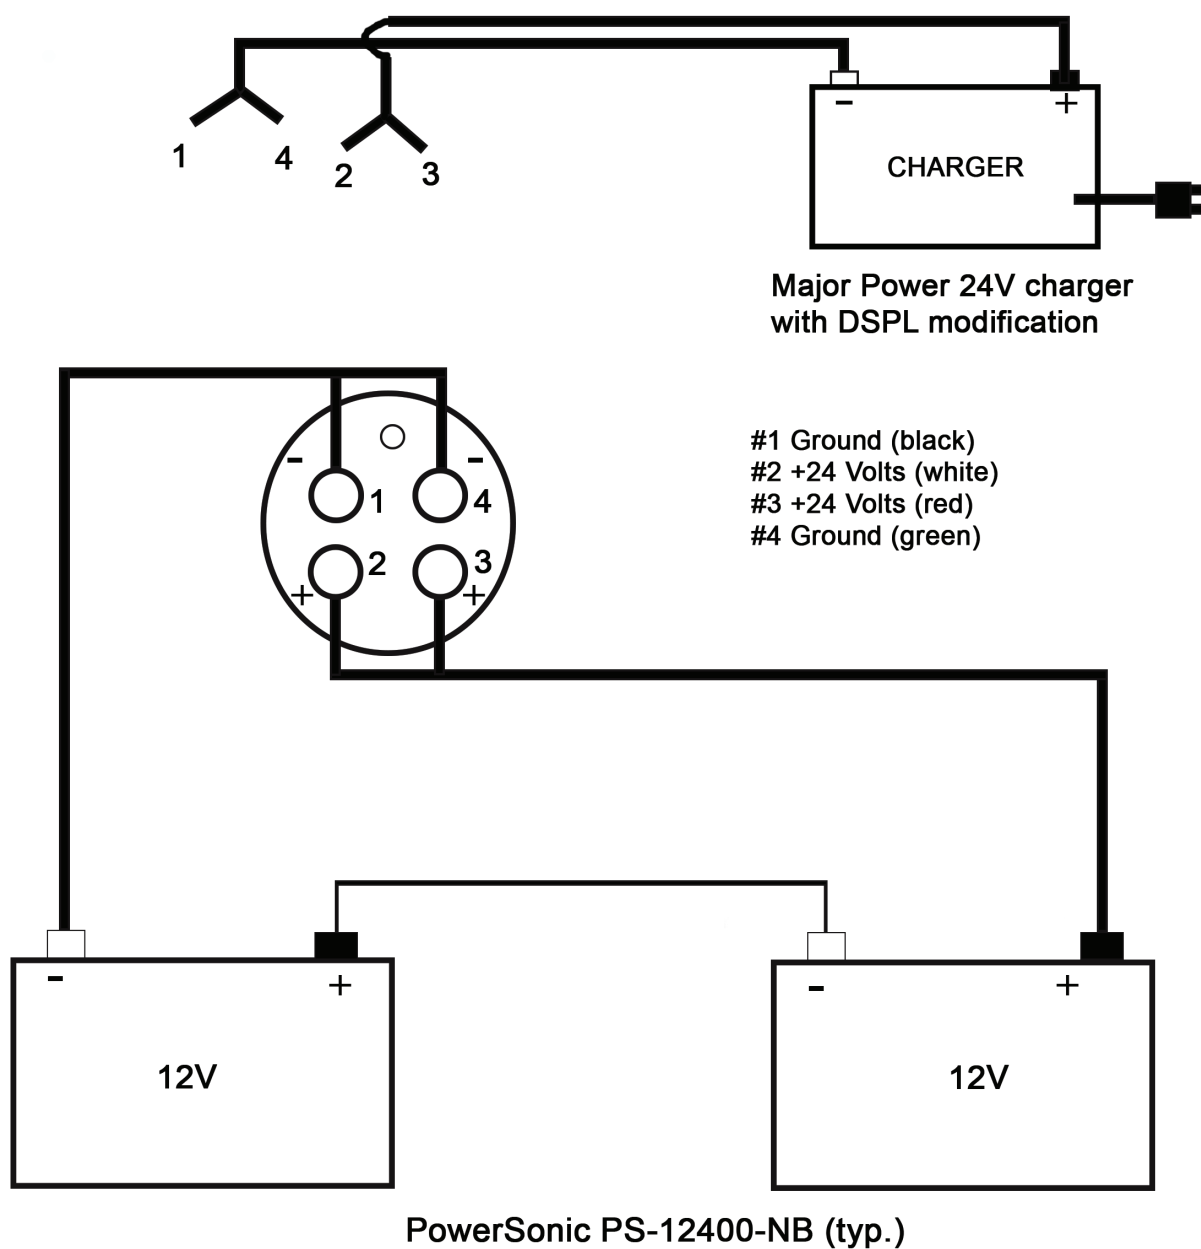 - +
1 4 2 3
CHARGER
Major Power 24V charger
with DSPL modification
#1 Ground (black)
#2 +24 Volts (white)
#3 +24 Volts (red)
#4 Ground (green)
- -
1 4
2 3
+ +
- + - +
12V 12V
PowerSonic PS-12400-NB (typ.)